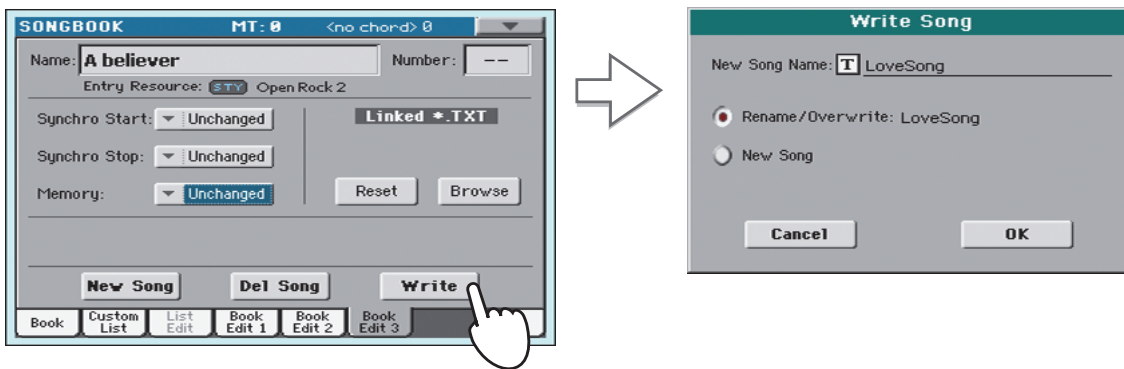 SONGBOOK MT: 0 <no chord> 0
Name: A believer Number: --
Entry Resource: STY Open Rock 2
Synchro Start: Unchanged Linked *.TXT
Synchro Stop: Unchanged
Memory: Unchanged Reset Browse
New Song Del Song Write
Book Custom List List Edit Book Edit 1 Book Edit 2 Book Edit 3
Write Song
New Song Name: T LoveSong
Rename/Overwrite: LoveSong
New Song
Cancel OK